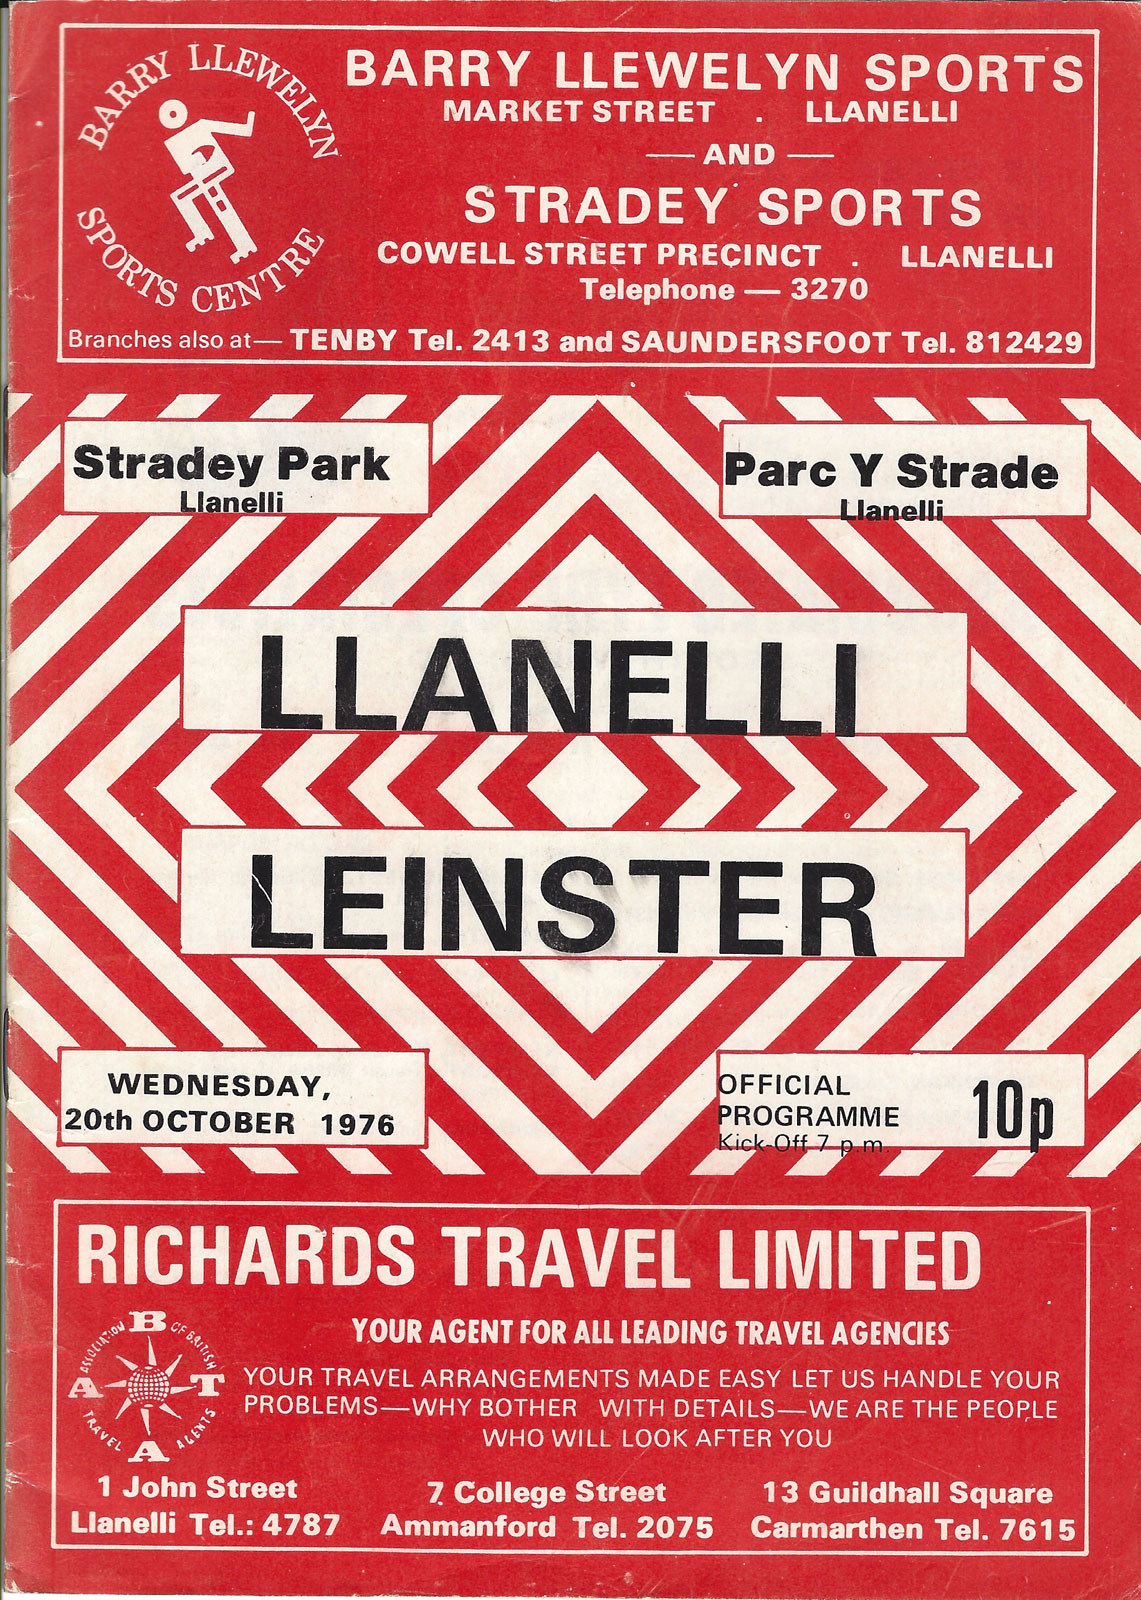 BARRY LLEWELYN
SPORTS CENTRE
BARRY LLEWELYN SPORTS
MARKET STREET . LLANELLI
— AND —
STRADEY SPORTS
COWELL STREET PRECINCT . LLANELLI
Telephone — 3270
Branches also at— TENBY Tel. 2413 and SAUNDERSFOOT Tel. 812429
Stradey Park
Llanelli
Parc Y Strade
Llanelli
LLANELLI
LEINSTER
WEDNESDAY,
20th OCTOBER 1976
OFFICIAL
PROGRAMME
Kick-Off 7 p.m.
10p
RICHARDS TRAVEL LIMITED
ASSOCIATION OF BRITISH
TRAVEL AGENTS
A B T A
YOUR AGENT FOR ALL LEADING TRAVEL AGENCIES
YOUR TRAVEL ARRANGEMENTS MADE EASY LET US HANDLE YOUR
PROBLEMS—WHY BOTHER WITH DETAILS—WE ARE THE PEOPLE
WHO WILL LOOK AFTER YOU
1 John Street
Llanelli Tel.: 4787
7 College Street
Ammanford Tel. 2075
13 Guildhall Square
Carmarthen Tel. 7615